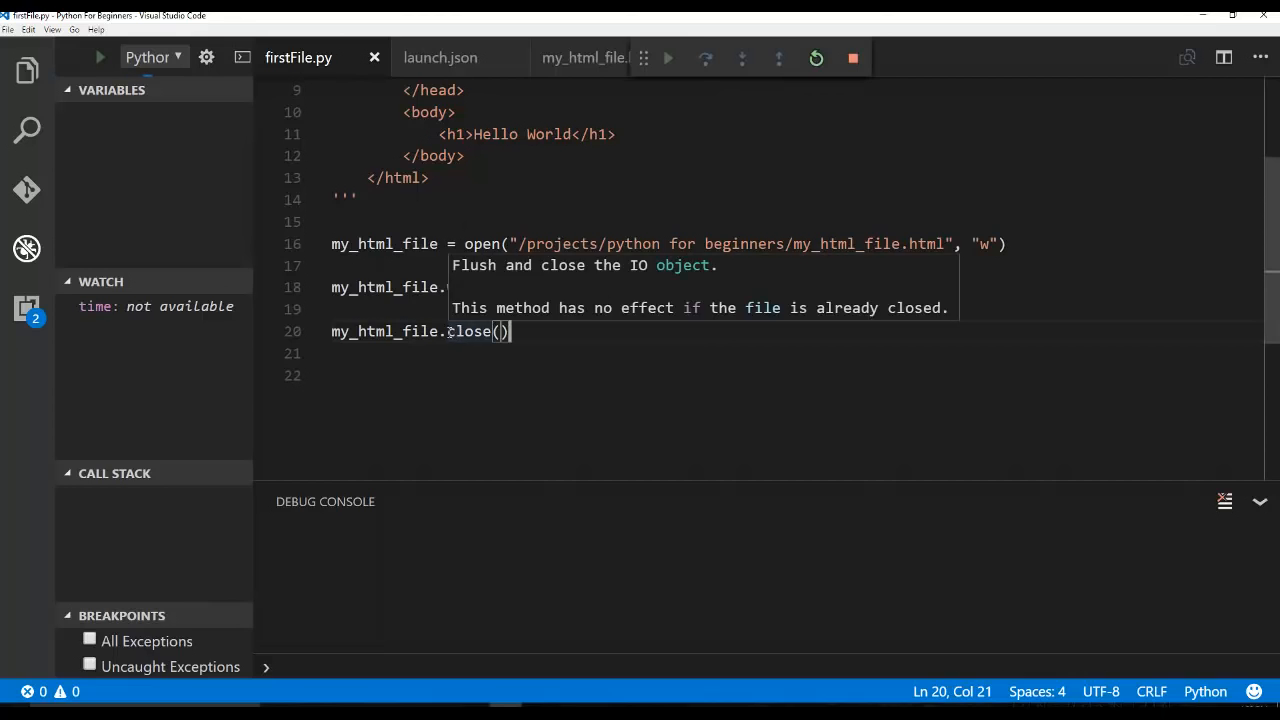 firstFile.py - Python For Beginners - Visual Studio Code
File Edit View Go Help
Python
firstFile.py
launch.json
my_html_file.
VARIABLES
WATCH
time: not available
CALL STACK
BREAKPOINTS
All Exceptions
Uncaught Exceptions
2
9 </head>
10 <body>
11 <h1>Hello World</h1>
12 </body>
13 </html>
14 '''
15
16 my_html_file = open("/projects/python for beginners/my_html_file.html", "w")
17
Flush and close the IO object.
18 my_html_file.
This method has no effect if the file is already closed.
19
20 my_html_file.close()
21
22
DEBUG CONSOLE
0 0
Ln 20, Col 21 Spaces: 4 UTF-8 CRLF Python